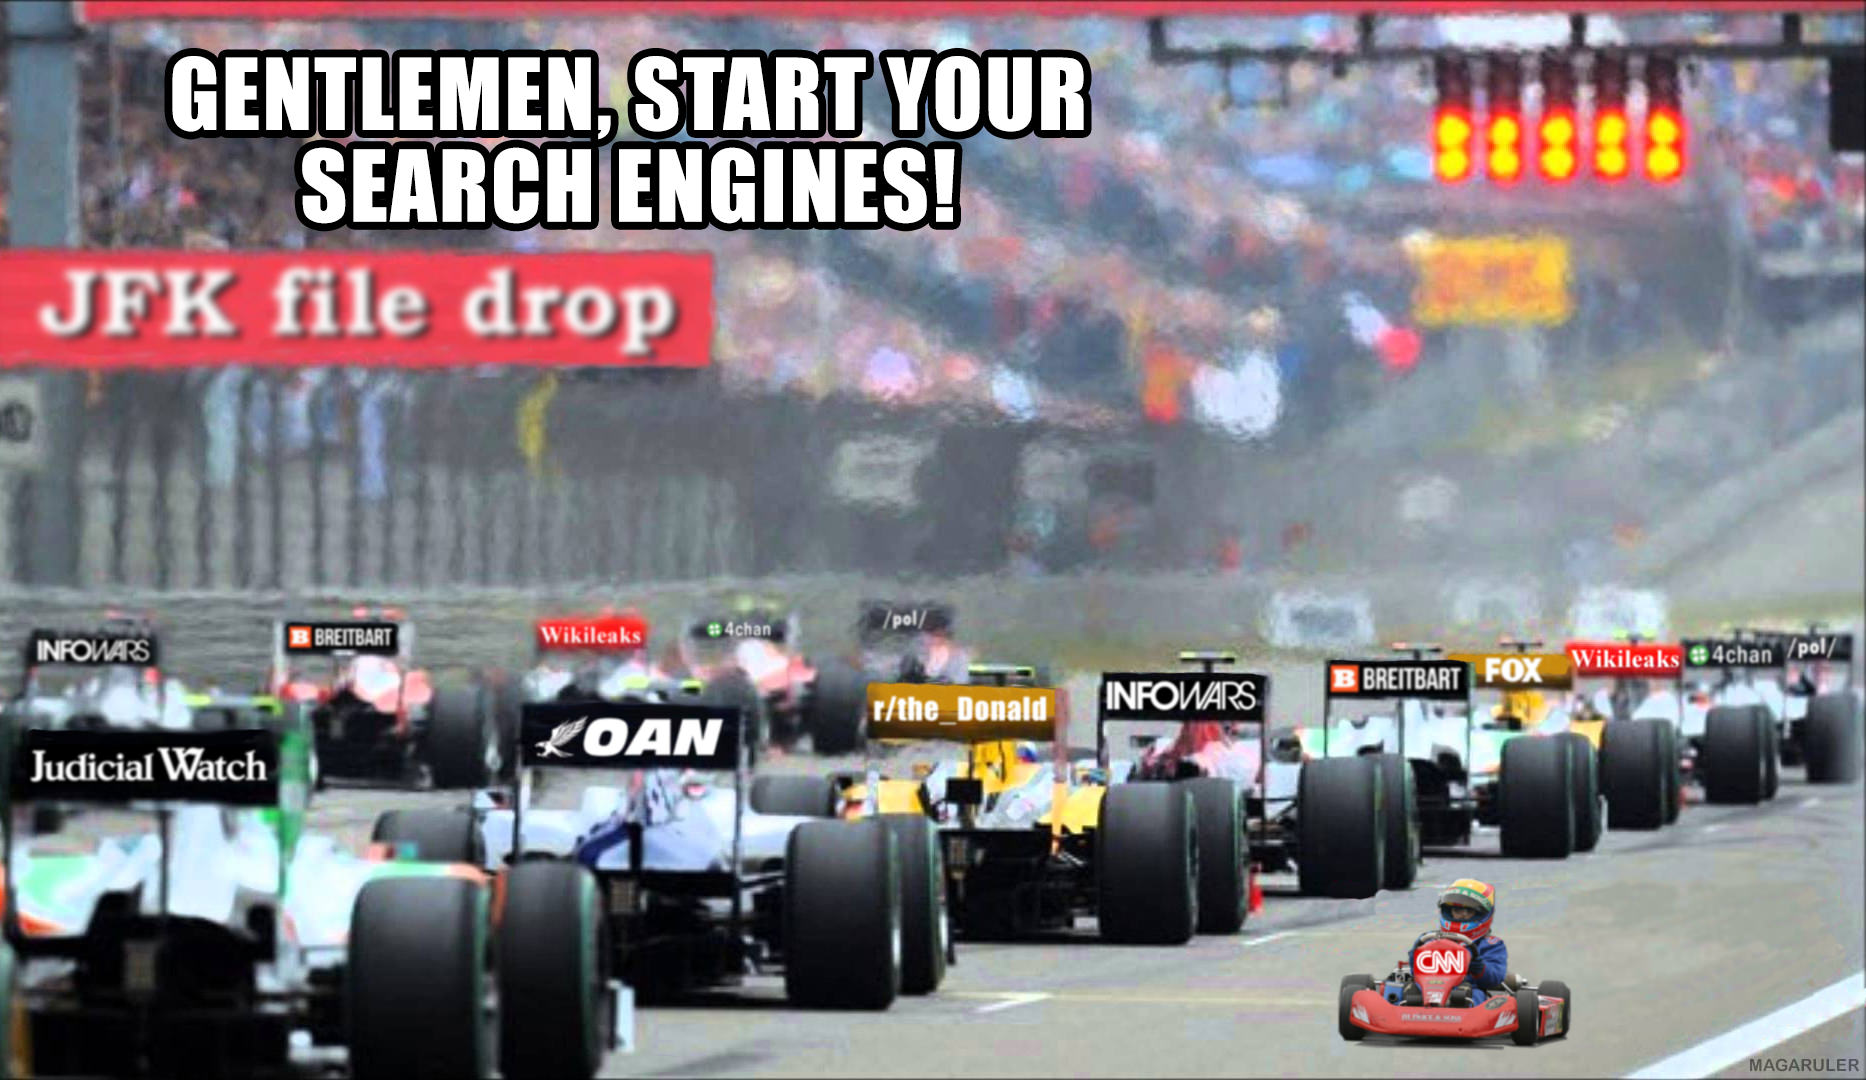 GENTLEMEN, START YOUR
SEARCH ENGINES!
JFK file drop
INFOWARS
BREITBART
Wikileaks
4chan
/pol/
Judicial Watch
OAN
r/the_Donald
INFOWARS
BREITBART
FOX
Wikileaks
4chan
/pol/
CNN
MAGARULER